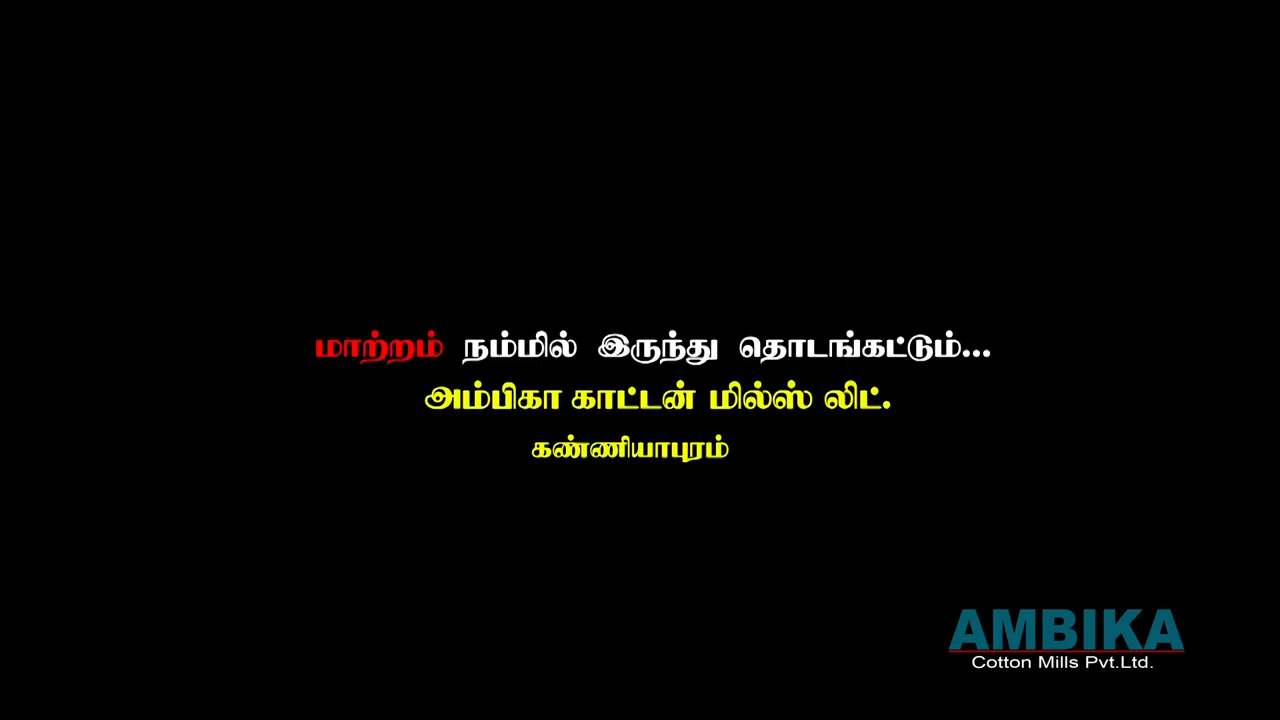 மாற்றம் நம்மில் இருந்து தொடங்கட்டும்...
அம்பிகா காட்டன் மில்ஸ் லிட்.
கண்ணியாபுரம்
AMBIKA
Cotton Mills Pvt.Ltd.